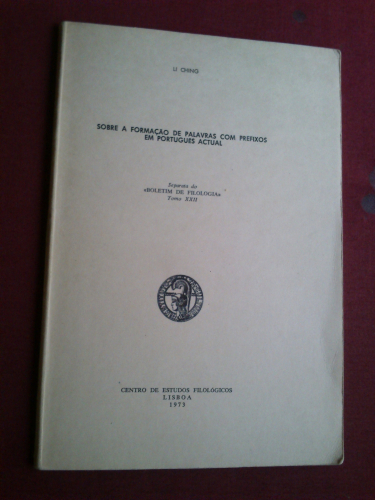 LI CHING
SOBRE A FORMAÇÃO DE PALAVRAS COM PREFIXOS
EM PORTUGUÊS ACTUAL
Separata do
«BOLETIM DE FILOLOGIA»
Tomo XXII
CENTRO DE ESTUDOS FILOLÓGICOS
LISBOA
1973